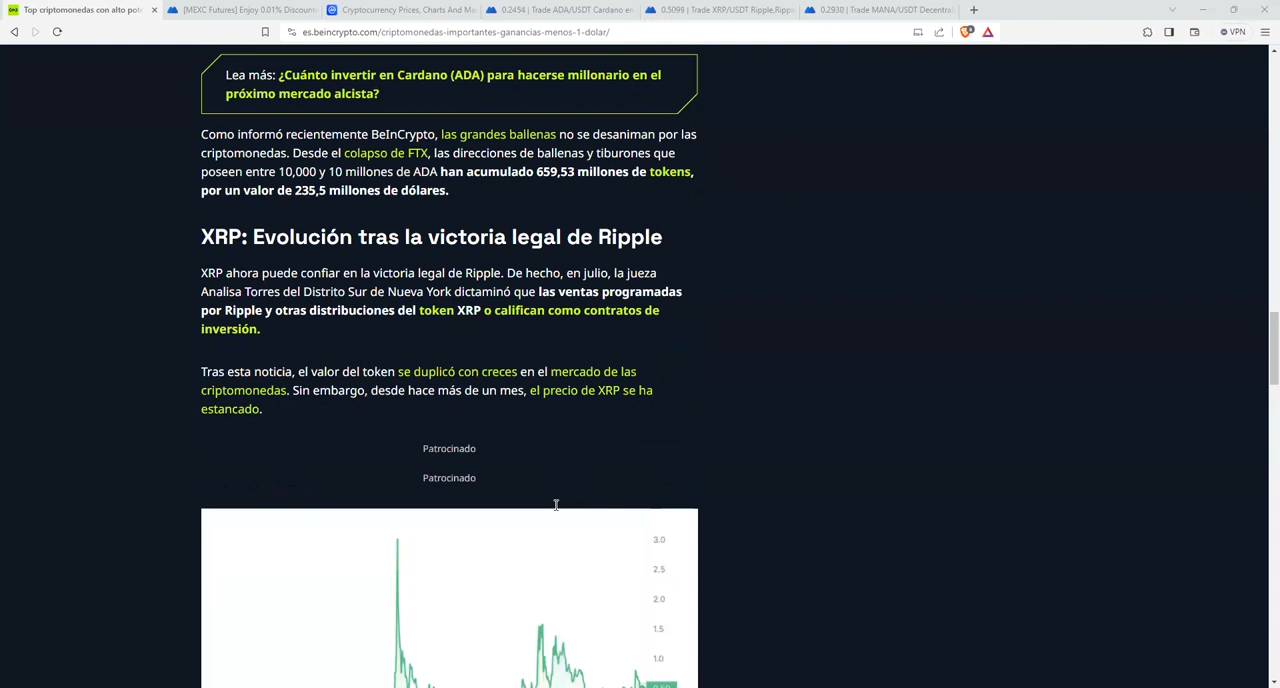 Top criptomonedas con alto pot
[MEXC Futures] Enjoy 0.01% Discount
Cryptocurrency Prices, Charts And Ma
0.2454 | Trade ADA/USDT Cardano en
0.5099 | Trade XRP/USDT Ripple,Ripp
0.2930 | Trade MANA/USDT Decentral
es.beincrypto.com/criptomonedas-importantes-ganancias-menos-1-dolar/
VPN
Lea más: ¿Cuánto invertir en Cardano (ADA) para hacerse millonario en el
próximo mercado alcista?
Como informó recientemente BeInCrypto, las grandes ballenas no se desaniman por las
criptomonedas. Desde el colapso de FTX, las direcciones de ballenas y tiburones que
poseen entre 10,000 y 10 millones de ADA han acumulado 659,53 millones de tokens,
por un valor de 235,5 millones de dólares.
XRP: Evolución tras la victoria legal de Ripple
XRP ahora puede confiar en la victoria legal de Ripple. De hecho, en julio, la jueza
Analisa Torres del Distrito Sur de Nueva York dictaminó que las ventas programadas
por Ripple y otras distribuciones del token XRP o califican como contratos de
inversión.
Tras esta noticia, el valor del token se duplicó con creces en el mercado de las
criptomonedas. Sin embargo, desde hace más de un mes, el precio de XRP se ha
estancado.
Patrocinado
Patrocinado
3.0
2.5
2.0
1.5
1.0